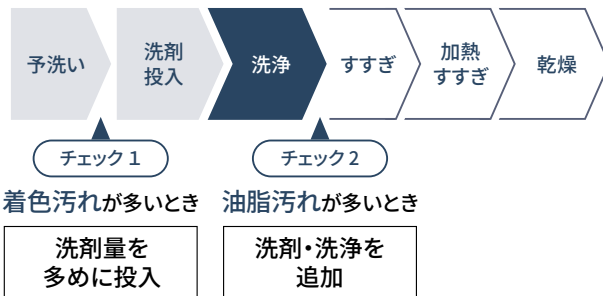 予洗い
洗剤
投入
洗浄
すすぎ
加熱
すすぎ
乾燥
チェック 1
チェック 2
着色汚れが多いとき
油脂汚れが多いとき
洗剤量を
多めに投入
洗剤・洗浄を
追加